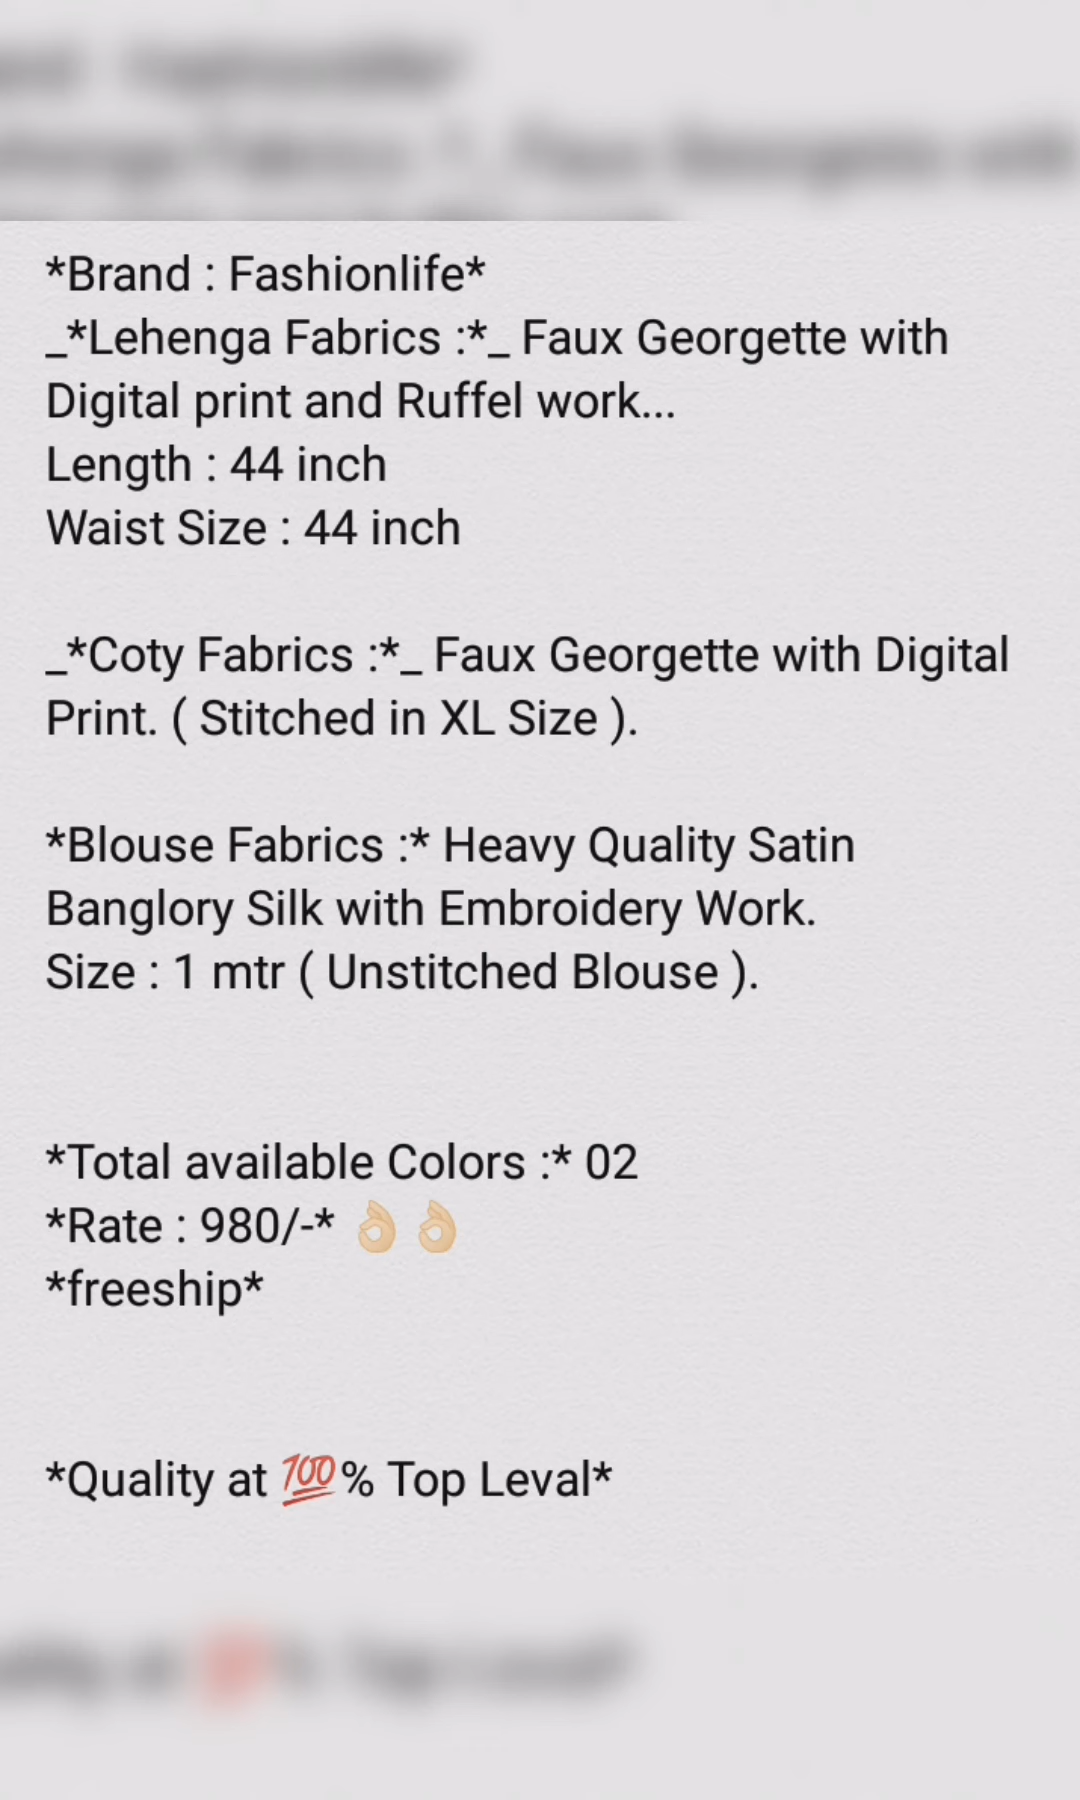 *Brand : Fashionlife*
_*Lehenga Fabrics :*_ Faux Georgette with
Digital print and Ruffel work...
Length : 44 inch
Waist Size : 44 inch
_*Coty Fabrics :*_ Faux Georgette with Digital
Print. ( Stitched in XL Size ).
*Blouse Fabrics :* Heavy Quality Satin
Banglory Silk with Embroidery Work.
Size : 1 mtr ( Unstitched Blouse ).
*Total available Colors :* 02
*Rate : 980/-* 👌🏼👌🏼
*freeship*
*Quality at 💯% Top Leval*